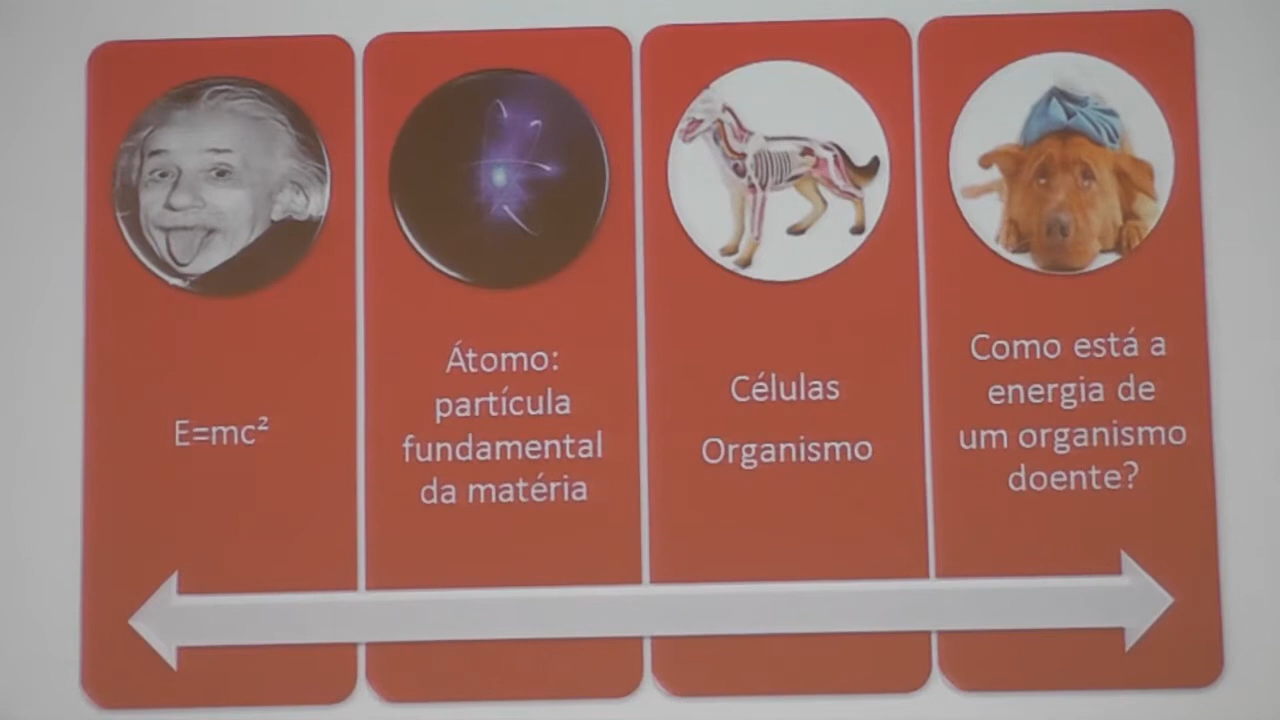 E=mc²
Átomo:
partícula
fundamental
da matéria
Células
Organismo
Como está a
energia de
um organismo
doente?